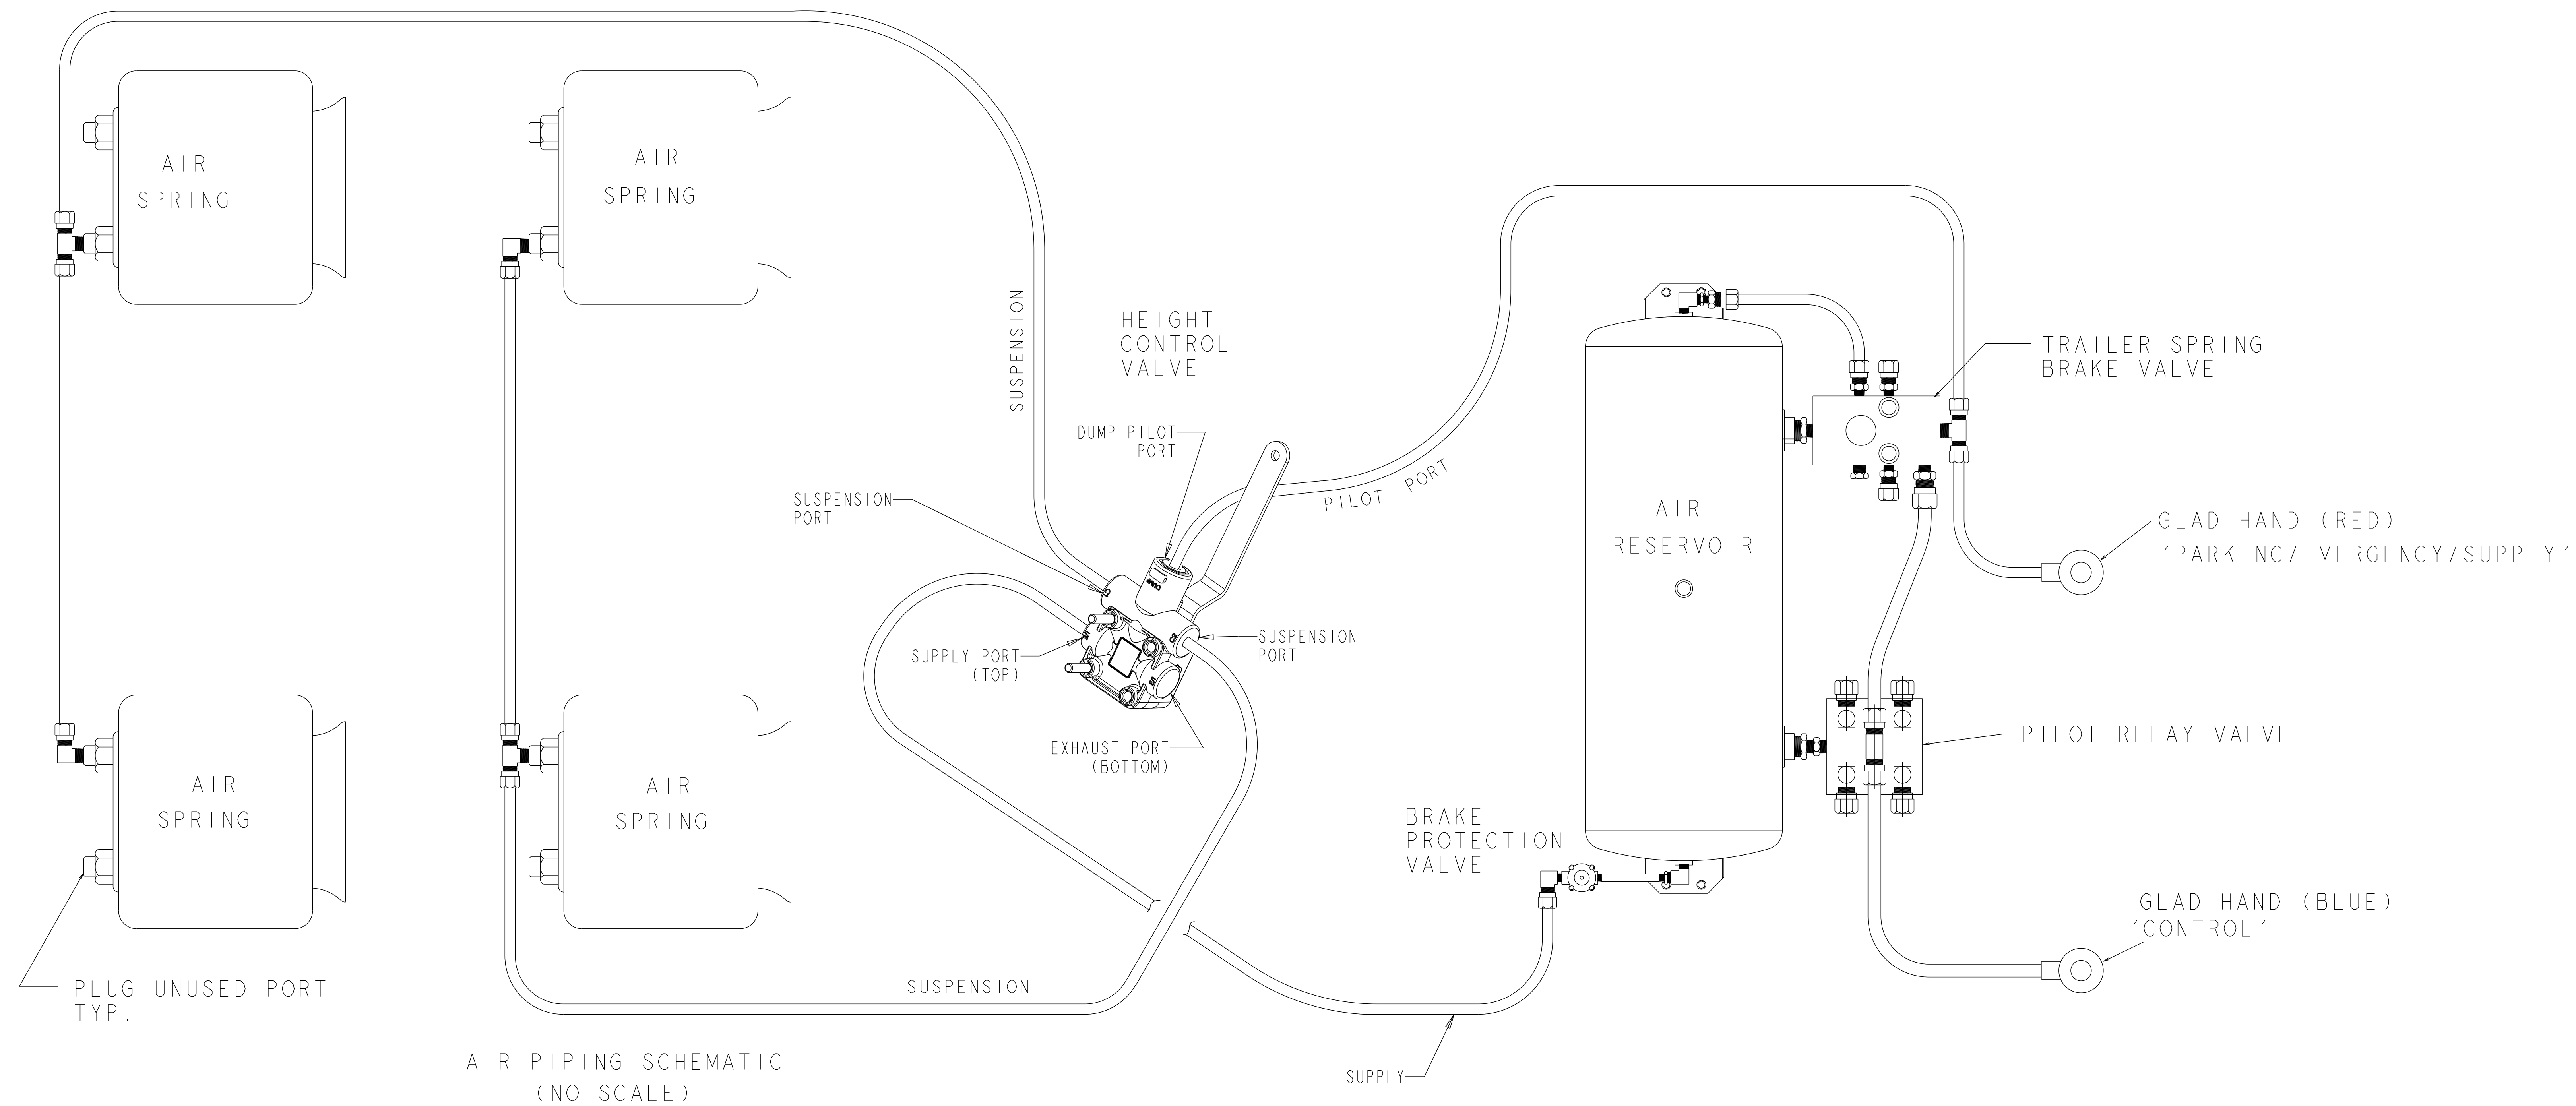 AIR
SPRING
AIR
SPRING
SUSPENSION
HEIGHT
CONTROL
VALVE
DUMP PILOT
PORT
SUSPENSION
PORT
PILOT PORT
TRAILER SPRING
BRAKE VALVE
AIR
RESERVOIR
GLAD HAND (RED)
'PARKING/EMERGENCY/SUPPLY'
DUMP
SUPPLY PORT
(TOP)
SUSPENSION
PORT
EXHAUST PORT
(BOTTOM)
PILOT RELAY VALVE
AIR
SPRING
AIR
SPRING
BRAKE
PROTECTION
VALVE
GLAD HAND (BLUE)
'CONTROL'
PLUG UNUSED PORT
TYP.
SUSPENSION
SUPPLY
AIR PIPING SCHEMATIC
(NO SCALE)